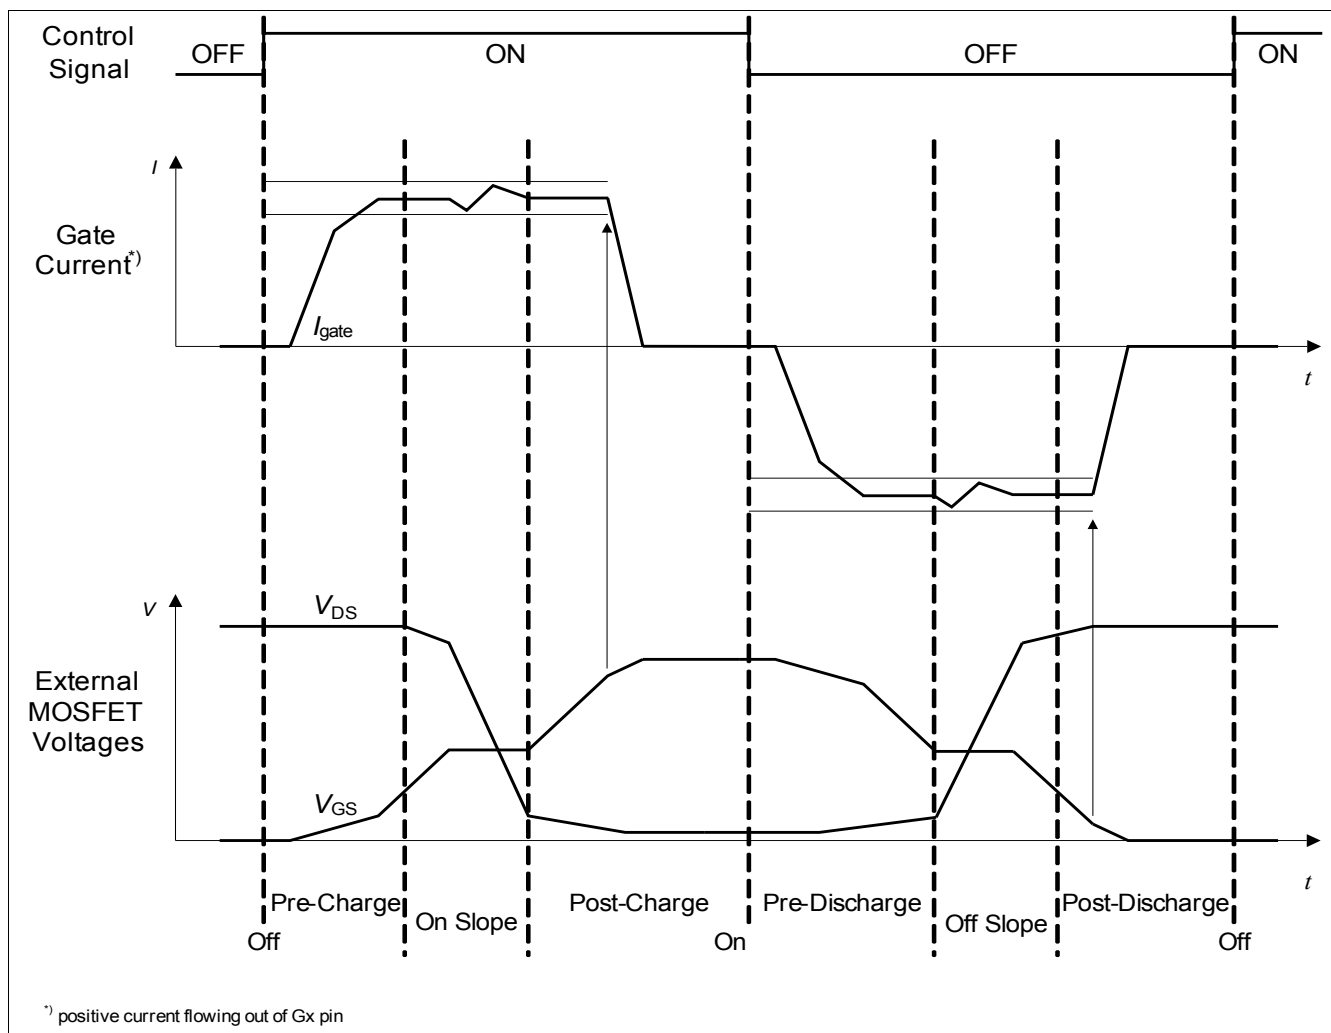 Control
Signal
OFF
ON
OFF
ON
I
Gate
Current*)
Igate
t
V
VDS
External
MOSFET
Voltages
VGS
t
Pre-Charge
On Slope
Post-Charge
Pre-Discharge
Off Slope
Post-Discharge
Off
On
Off
*) positive current flowing out of Gx pin